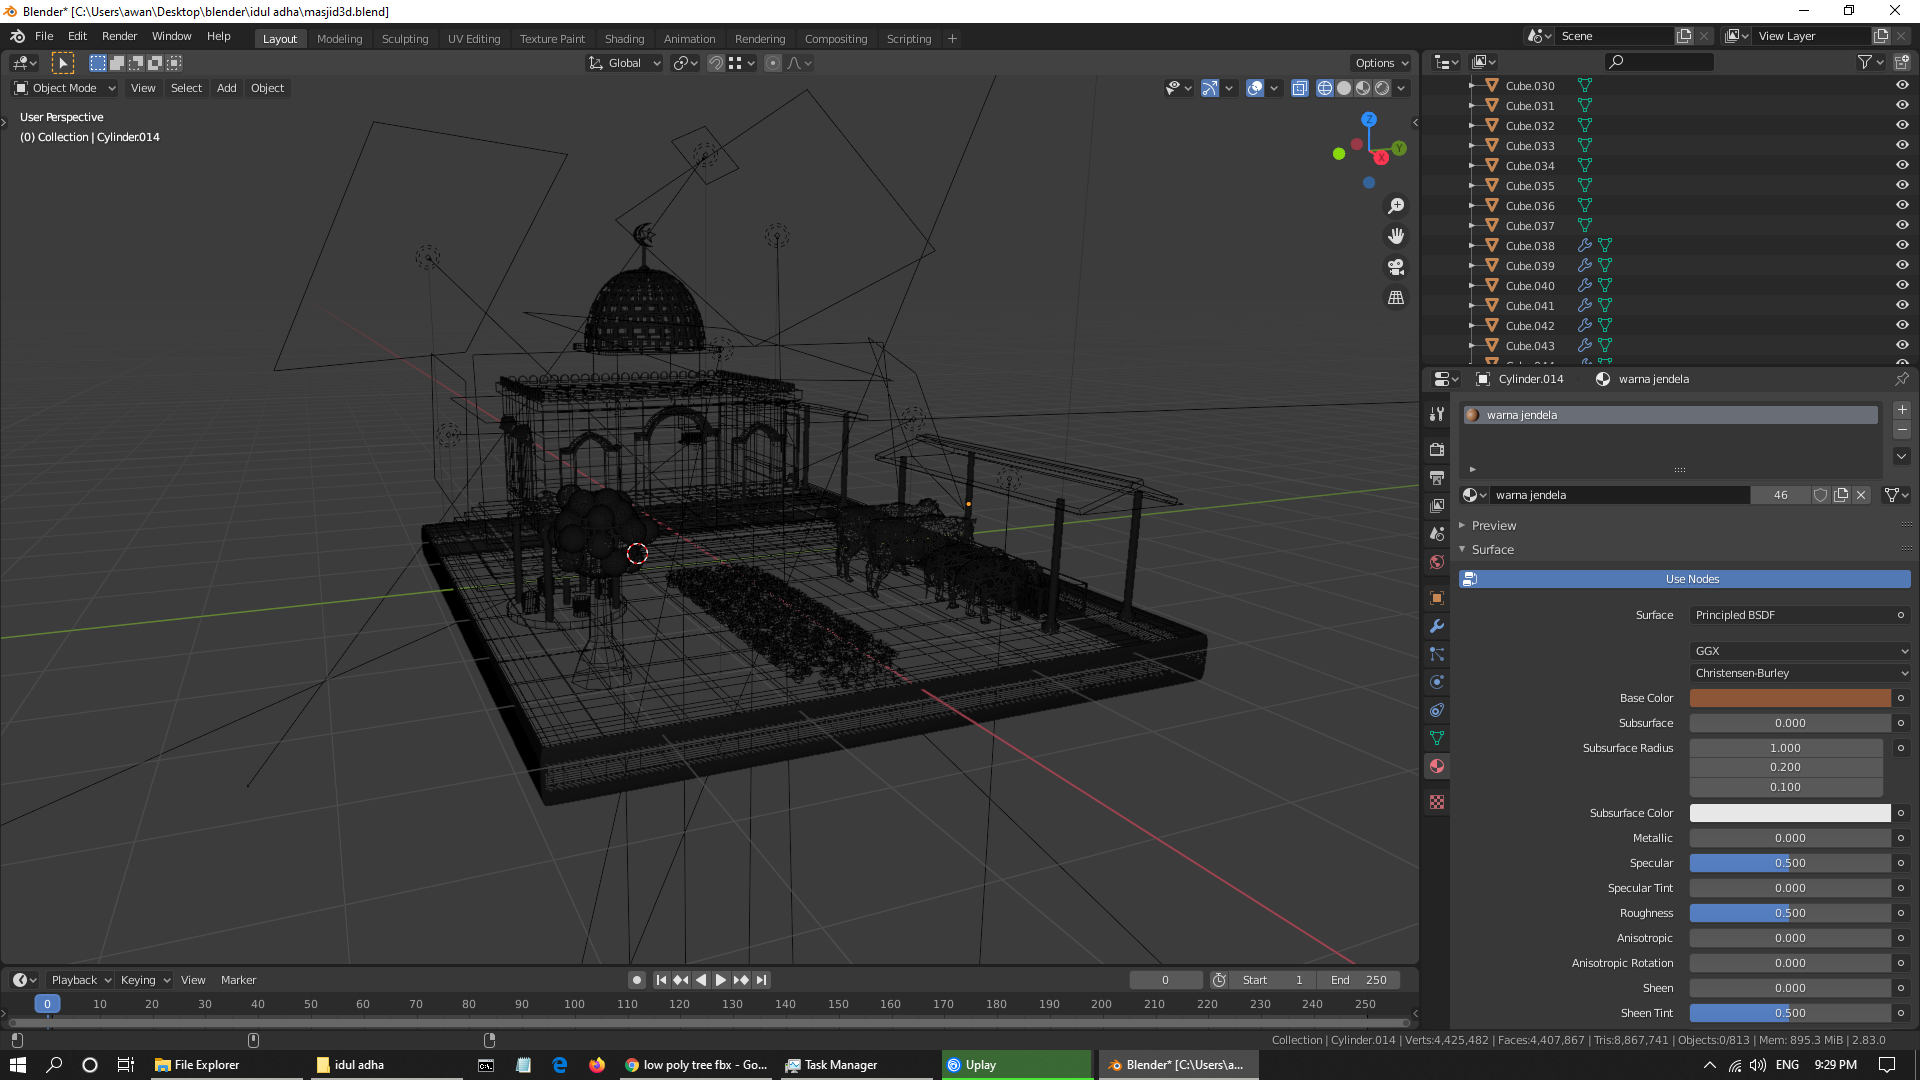 Blender* [C:\Users\awan\Desktop\blender\idul adha\masjid3d.blend]
File Edit Render Window Help Layout Modeling Sculpting UV Editing Texture Paint Shading Animation Rendering Compositing Scripting + Scene View Layer
Global Options
Object Mode View Select Add Object
User Perspective
(0) Collection | Cylinder.014
Z
Y
X
Cube.030
Cube.031
Cube.032
Cube.033
Cube.034
Cube.035
Cube.036
Cube.037
Cube.038
Cube.039
Cube.040
Cube.041
Cube.042
Cube.043
Cylinder.014 warna jendela
warna jendela
warna jendela 46
Preview
Surface
Use Nodes
Surface Principled BSDF
GGX
Christensen-Burley
Base Color
Subsurface 0.000
Subsurface Radius 1.000
0.200
0.100
Subsurface Color
Metallic 0.000
Specular 0.500
Specular Tint 0.000
Roughness 0.500
Anisotropic 0.000
Anisotropic Rotation 0.000
Sheen 0.000
Sheen Tint 0.500
Playback Keying View Marker 0 Start 1 End 250
0 10 20 30 40 50 60 70 80 90 100 110 120 130 140 150 160 170 180 190 200 210 220 230 240 250
Collection | Cylinder.014 | Verts:4,425,482 | Faces:4,407,867 | Tris:8,867,741 | Objects:0/813 | Mem: 895.3 MiB | 2.83.0
File Explorer idul adha low poly tree fbx - Go... Task Manager Uplay Blender* [C:\Users\a... ENG 9:29 PM